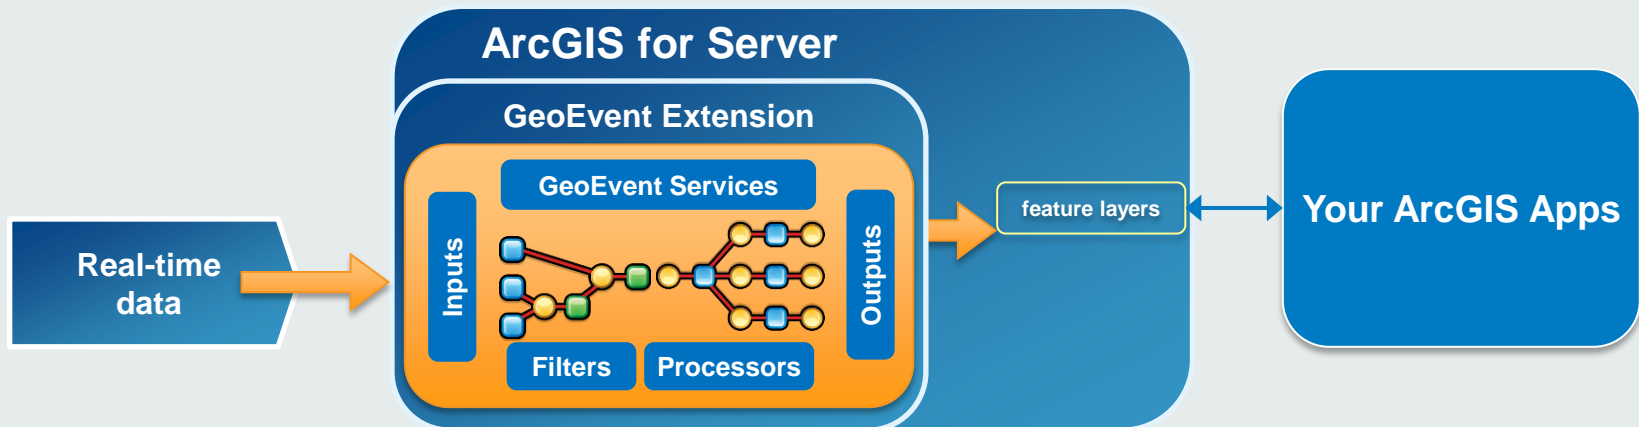 ArcGIS for Server
GeoEvent Extension
GeoEvent Services
Real-time
data
Inputs
Filters
Processors
Outputs
feature layers
Your ArcGIS Apps